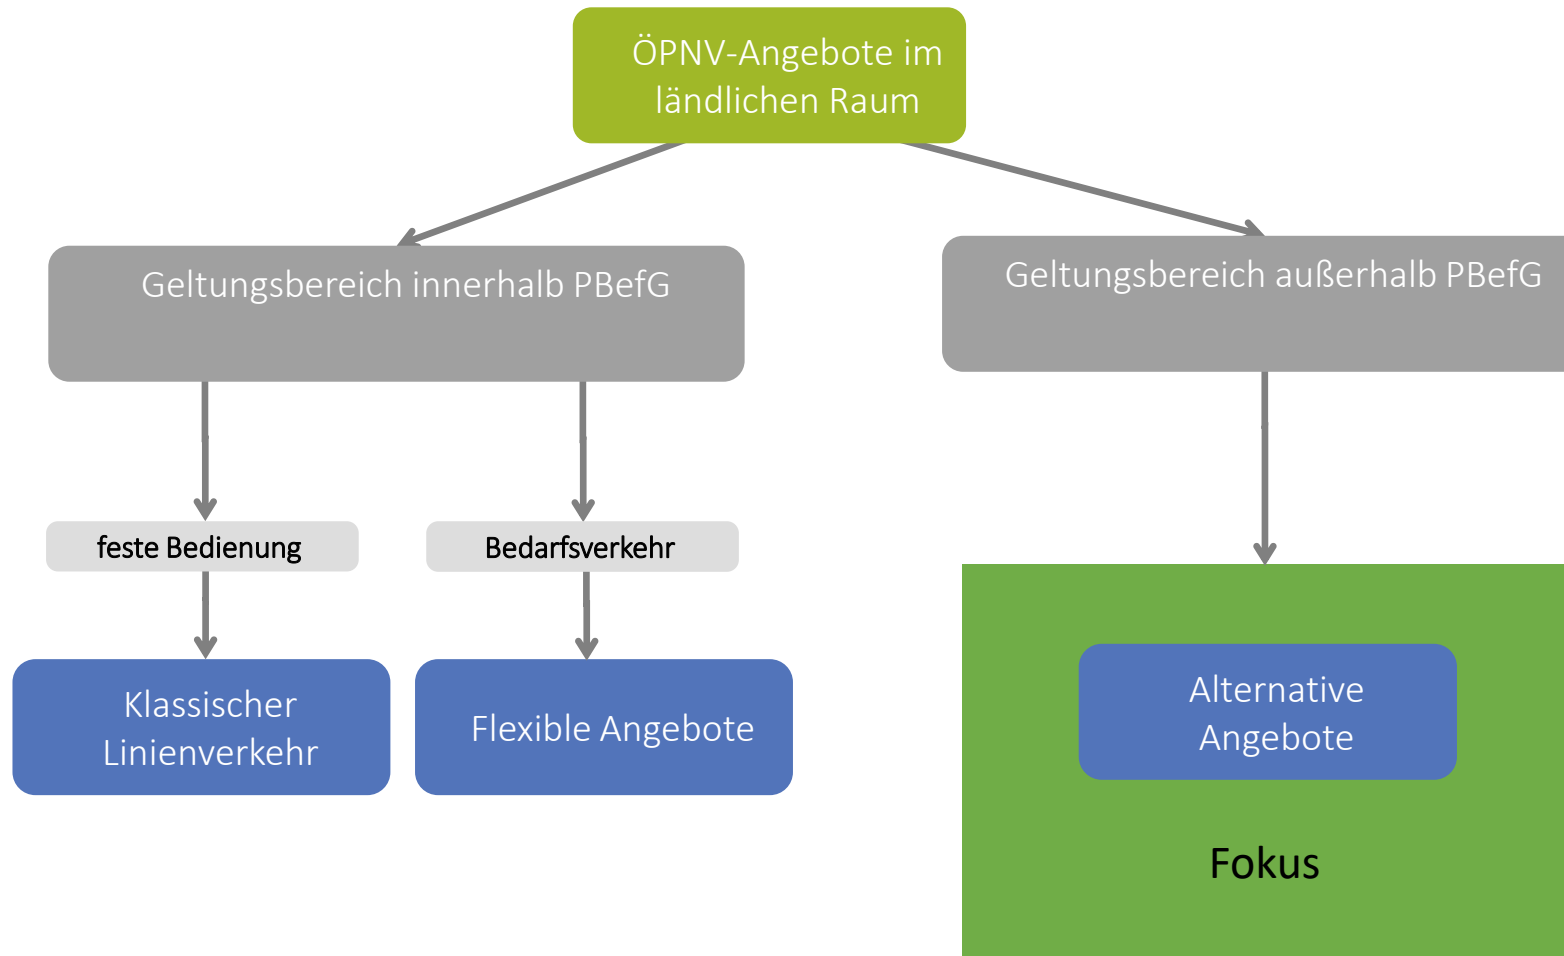 ÖPNV-Angebote im
ländlichen Raum
Geltungsbereich innerhalb PBefG
Geltungsbereich außerhalb PBefG
feste Bedienung
Bedarfsverkehr
Klassischer
Linienverkehr
Flexible Angebote
Alternative
Angebote
Fokus